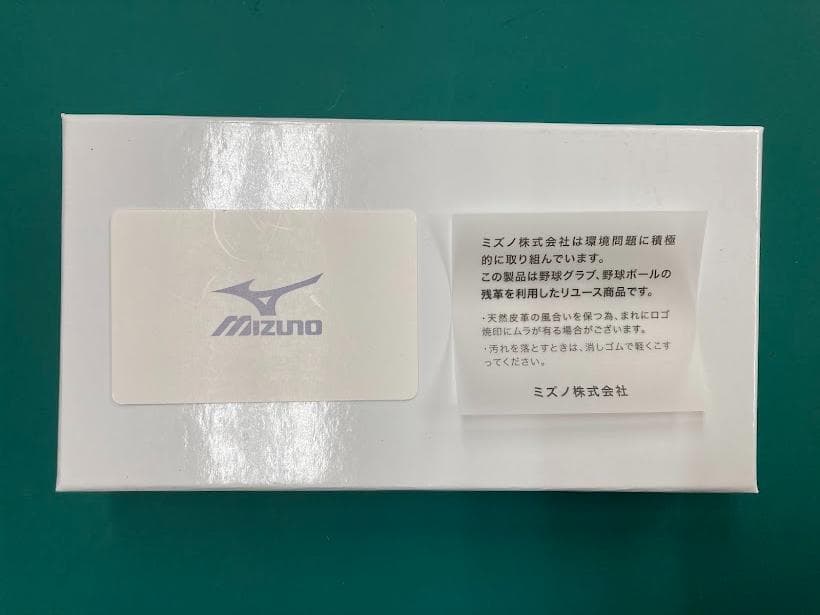 MIZUNO
ミズノ株式会社は環境問題に積極
的に取り組んでいます。
この製品は野球グラブ、野球ボールの
残革を利用したリユース商品です。
・天然皮革の風合いを保つ為、まれにロゴ
焼印にムラが有る場合がございます。
・汚れを落とすときは、消しゴムで軽くこす
ってください。
ミズノ株式会社